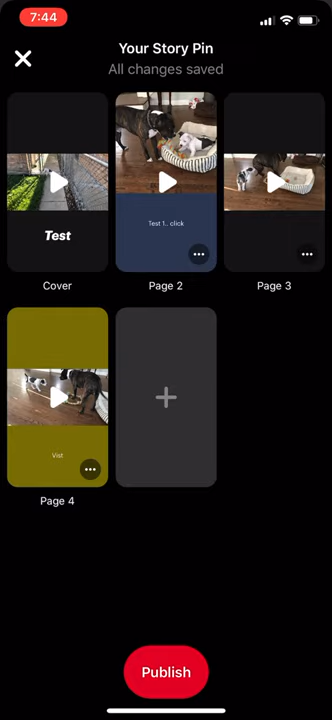 7:44
Your Story Pin
All changes saved
Test
Test 1.. click
Cover
Page 2
Page 3
Vist
Page 4
Publish